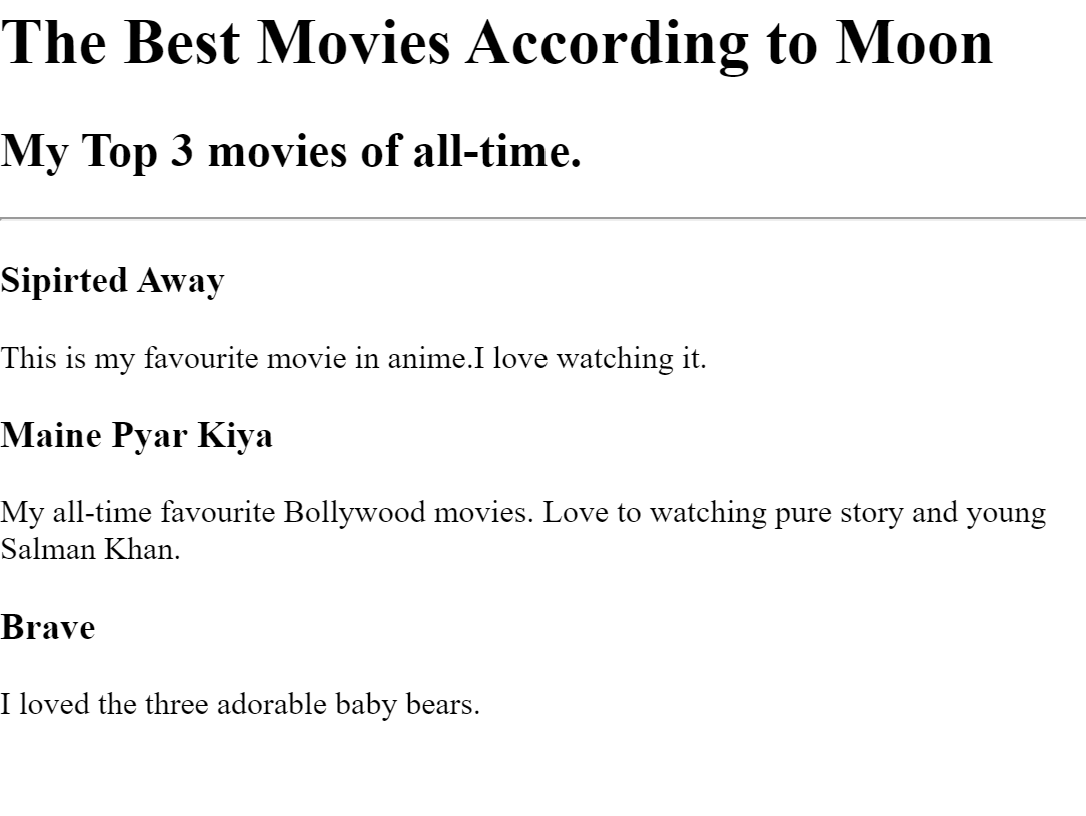 The Best Movies According to Moon
My Top 3 movies of all-time.
Sipirted Away
This is my favourite movie in anime.I love watching it.
Maine Pyar Kiya
My all-time favourite Bollywood movies. Love to watching pure story and young
Salman Khan.
Brave
I loved the three adorable baby bears.